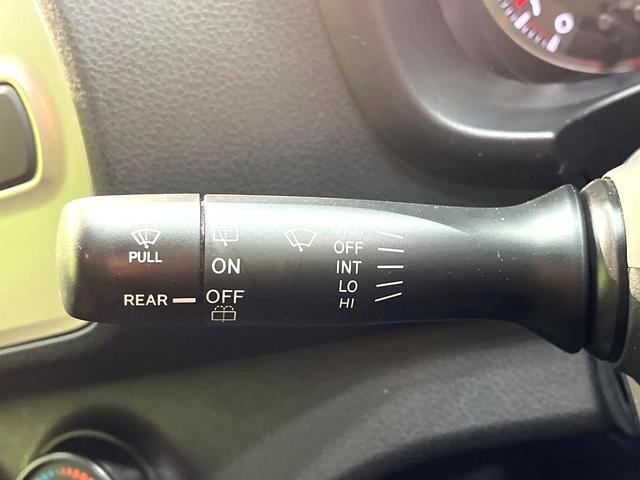 PULL
REAR
ON
OFF
MIST
OFF
INT
LO
HI